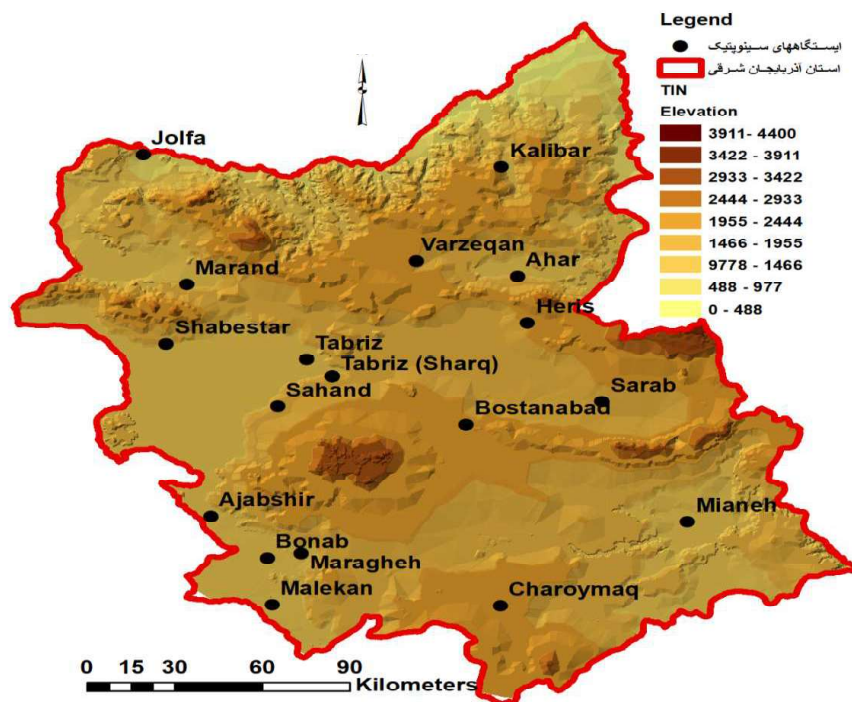 Legend
ایستگاههای سینوپتیک
استان آذربایجان شرقی
TIN
Elevation
3911- 4400
3422 - 3911
2933 - 3422
2444 - 2933
1955 - 2444
1466 - 1955
9778 - 1466
488 - 977
0 - 488
Jolfa
Kalibar
Varzeqan
Ahar
Marand
Heris
Shabestar
Tabriz
Tabriz (Sharq)
Sarab
Sahand
Bostanabad
Ajabshir
Mianeh
Bonab
Maragheh
Malekan
Charoymaq
0 15 30 60 90
Kilometers